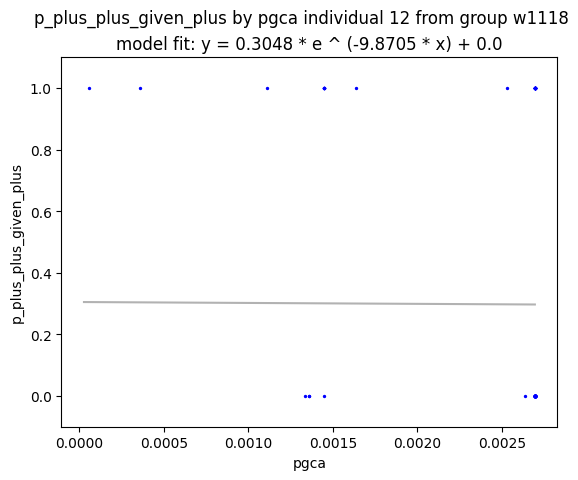 p_plus_plus_given_plus by pgca individual 12 from group w1118
model fit: y = 0.3048 * e ^ (-9.8705 * x) + 0.0
1.0
0.8
0.6
0.4
0.2
0.0
p_plus_plus_given_plus
0.0000 0.0005 0.0010 0.0015 0.0020 0.0025
pgca